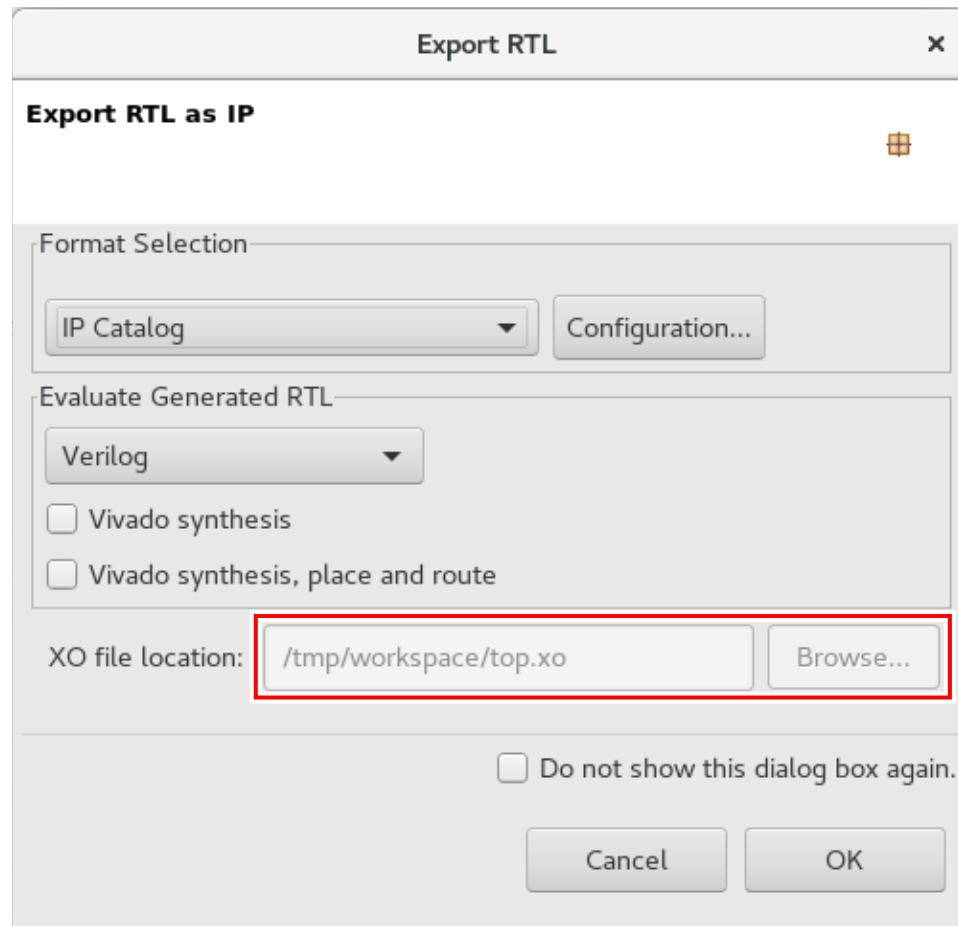 Export RTL
Export RTL as IP
Format Selection
IP Catalog
Configuration...
Evaluate Generated RTL
Verilog
Vivado synthesis
Vivado synthesis, place and route
XO file location: /tmp/workspace/top.xo Browse...
Do not show this dialog box again.
Cancel OK